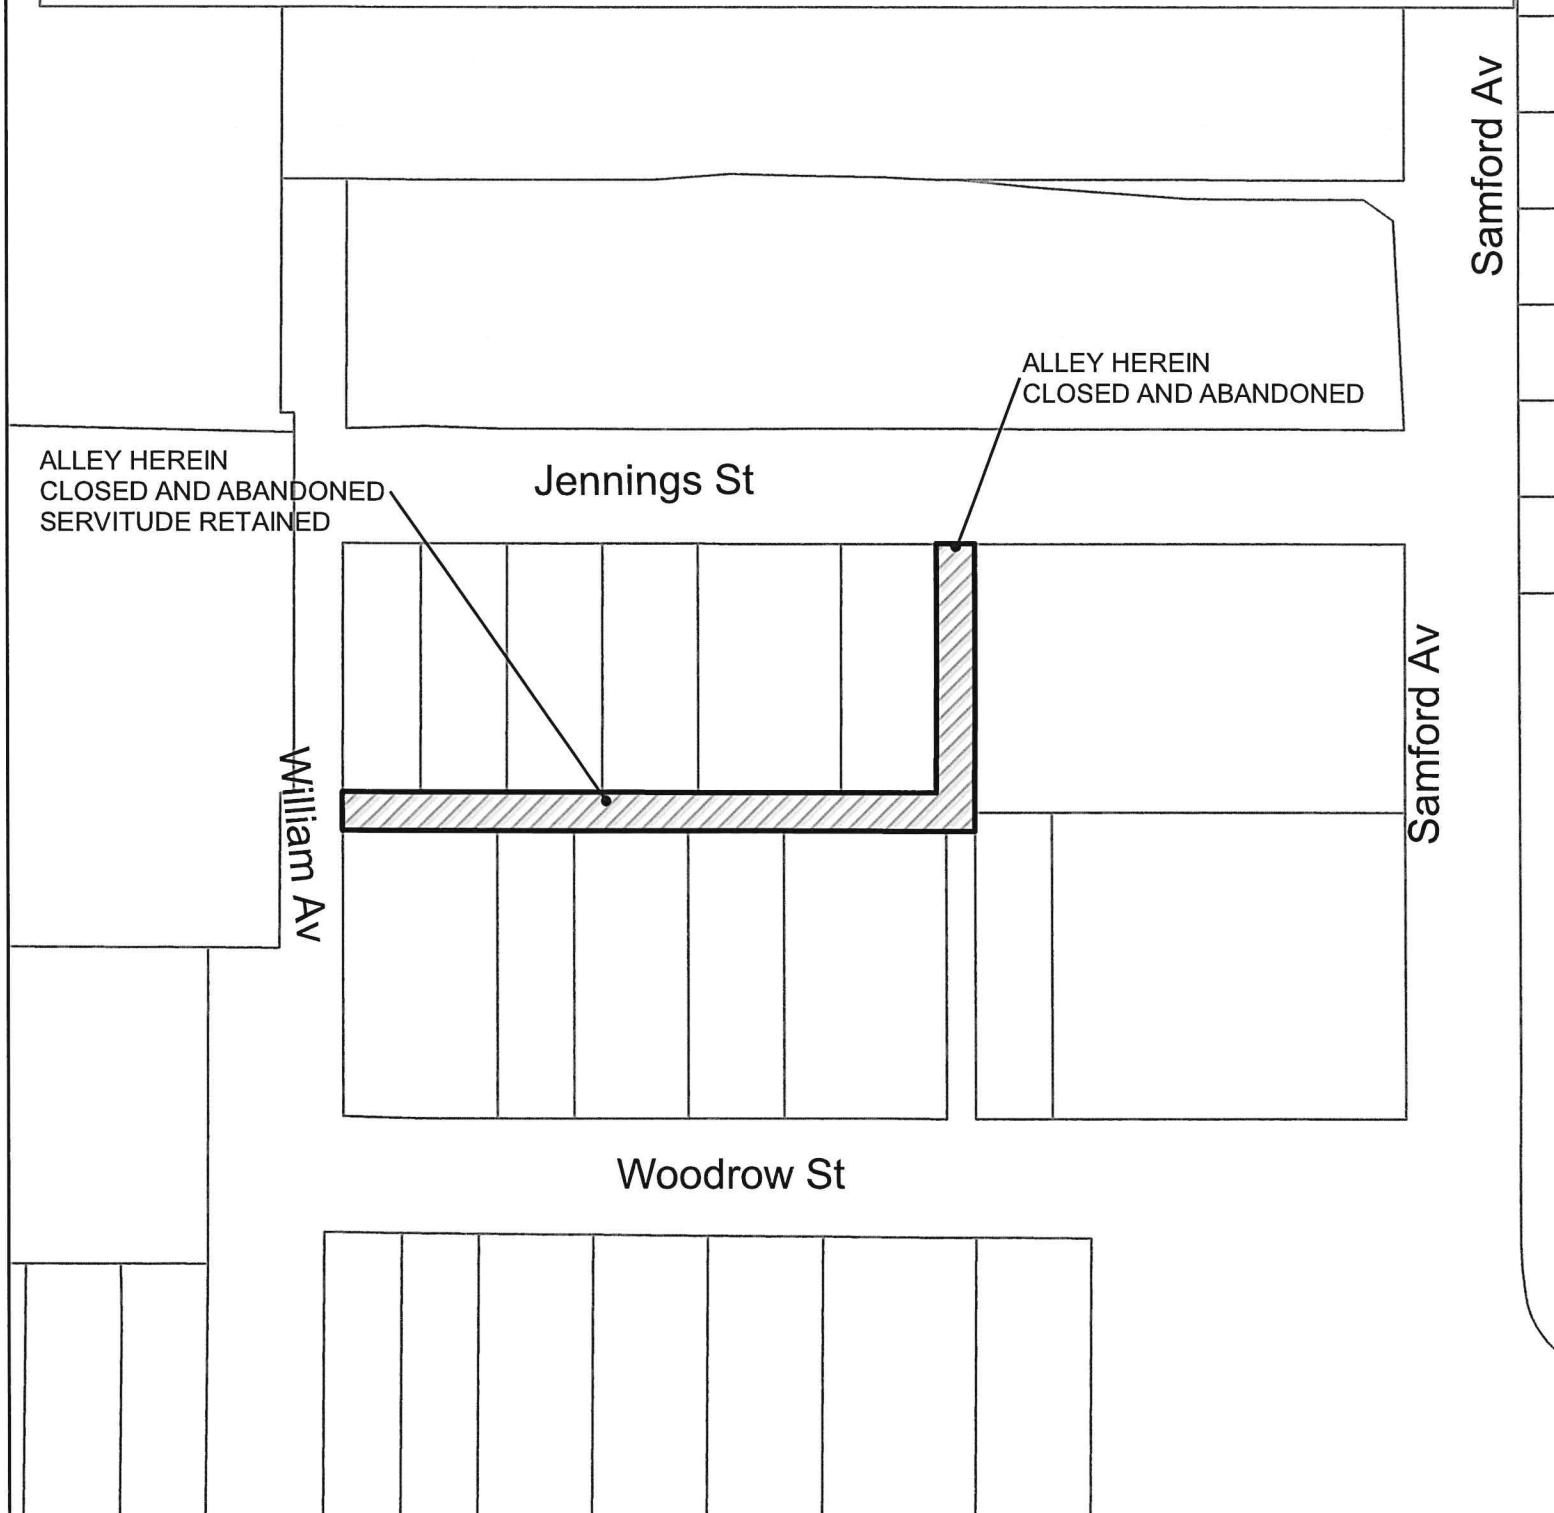 Samford Av
ALLEY HEREIN
CLOSED AND ABANDONED
ALLEY HEREIN
CLOSED AND ABANDONED
SERVITUDE RETAINED
Jennings St
Samford Av
William Av
Woodrow St